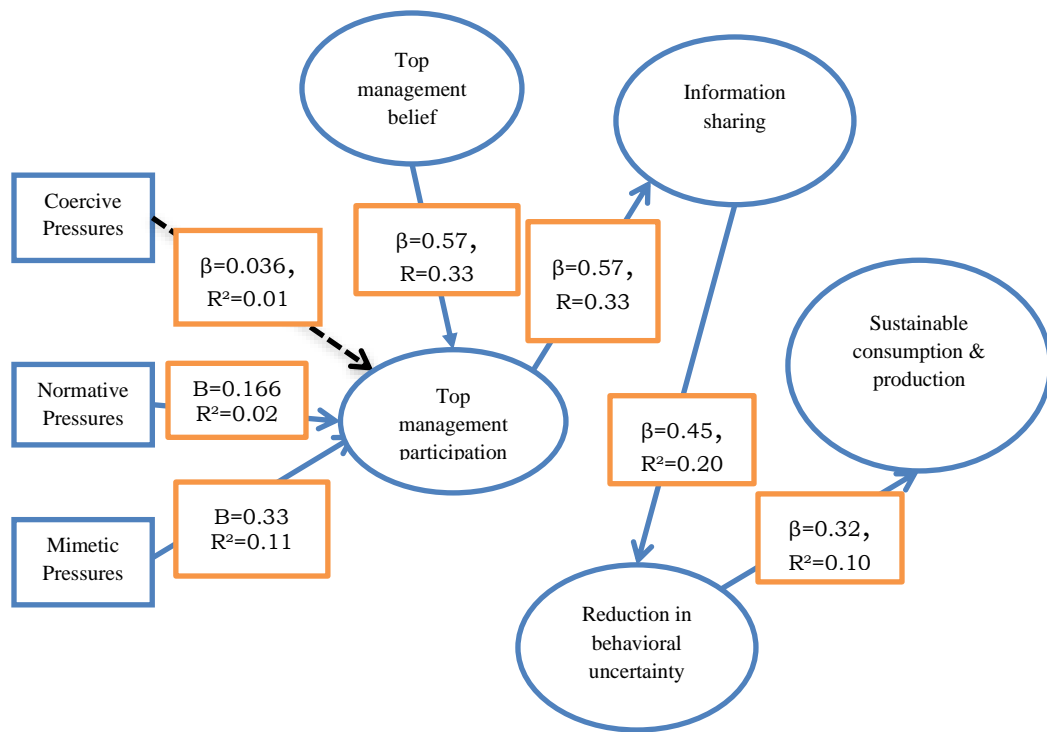 Top
management
belief
Information
sharing
Coercive
Pressures
β=0.57,
R=0.33
β=0.57,
R=0.33
β=0.036,
R²=0.01
Sustainable
consumption &
production
Normative
Pressures
B=0.166
R²=0.02
Top
management
participation
β=0.45,
R²=0.20
B=0.33
R²=0.11
Mimetic
Pressures
β=0.32,
R²=0.10
Reduction in
behavioral
uncertainty